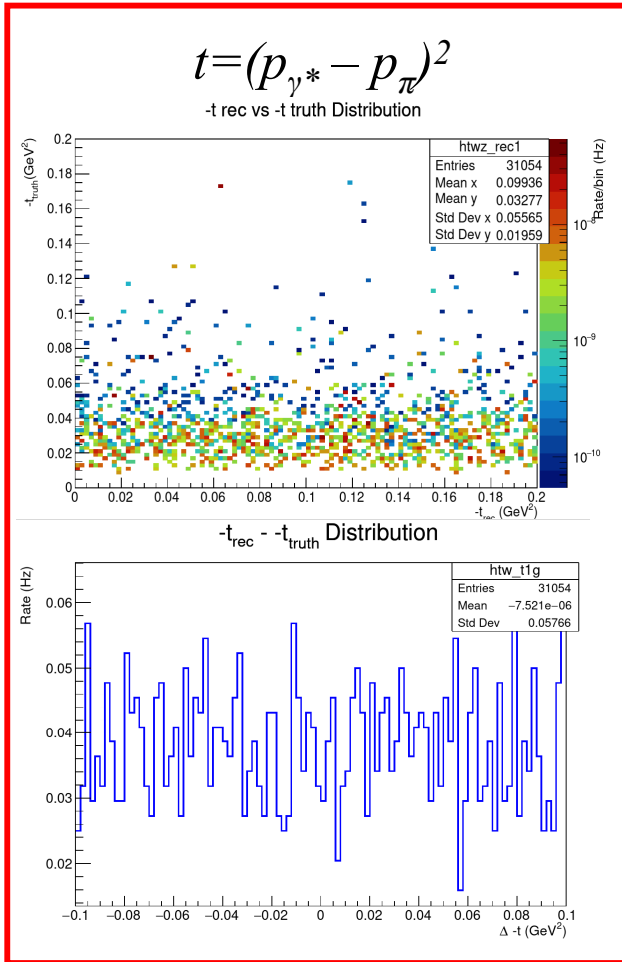 t=(pγ* – pπ)²
-t rec vs -t truth Distribution
-t_truth(GeV²)
0.2
0.18
0.16
0.14
0.12
0.1
0.08
0.06
0.04
0.02
0
0 0.02 0.04 0.06 0.08 0.1 0.12 0.14 0.16 0.18 0.2
-t_rec (GeV²)
htwz_rec1
Entries 31054
Mean x 0.09936
Mean y 0.03277
Std Dev x 0.05565
Std Dev y 0.01959
Rate/bin (Hz)
10⁻⁸
10⁻⁹
10⁻¹⁰
-t_rec - -t_truth Distribution
Rate (Hz)
htw_t1g
Entries 31054
Mean −7.521e−06
Std Dev 0.05766
0.06
0.05
0.04
0.03
0.02
−0.1 −0.08 −0.06 −0.04 −0.02 0 0.02 0.04 0.06 0.08 0.1
Δ -t (GeV²)